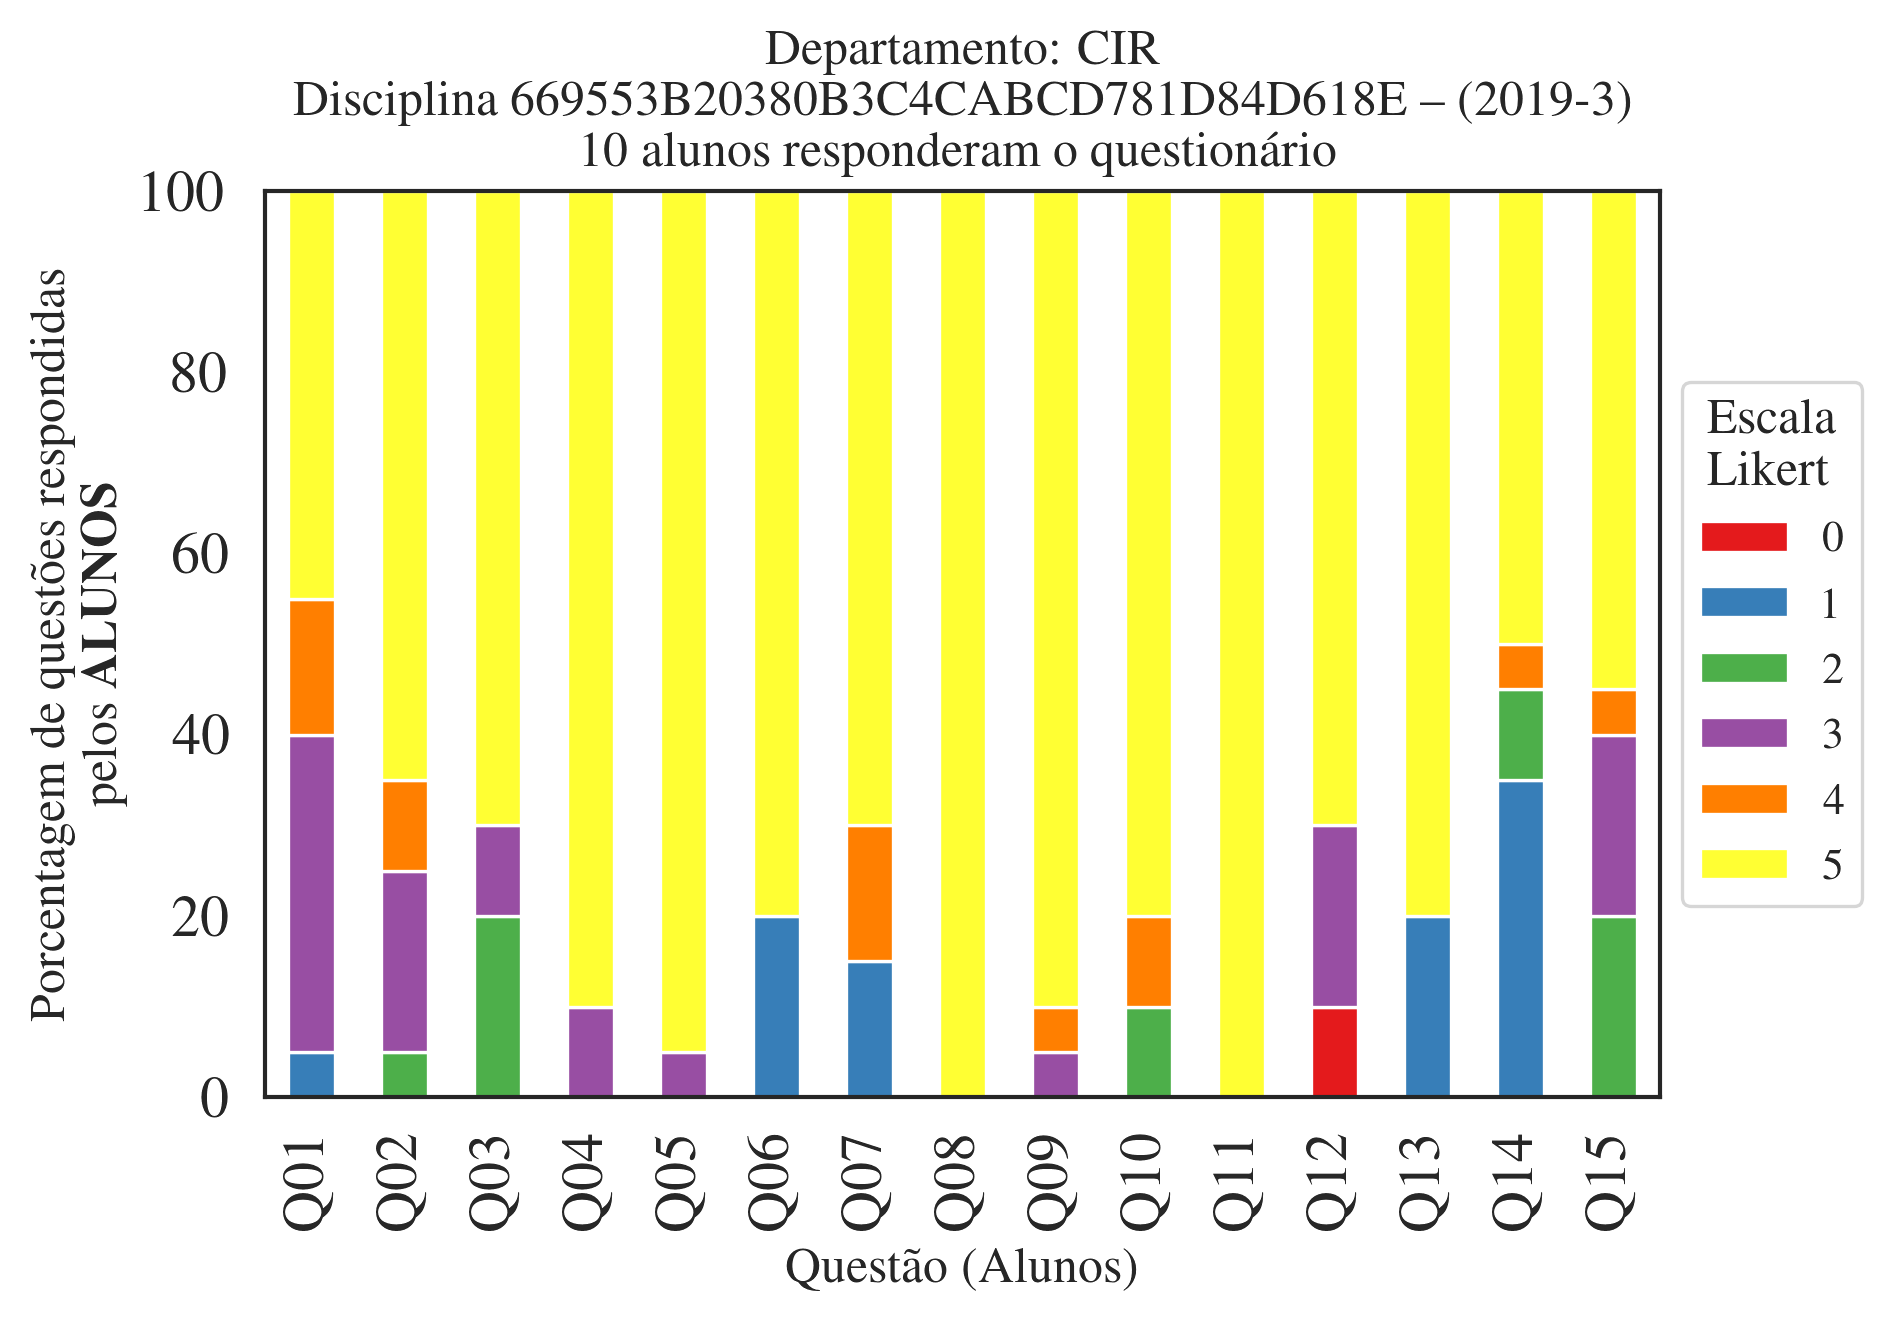 Departamento: CIR
Disciplina 669553B20380B3C4CABCD781D84D618E – (2019-3)
10 alunos responderam o questionário
Porcentagem de questões respondidas
pelos ALUNOS
100
80
60
40
20
0
Q01
Q02
Q03
Q04
Q05
Q06
Q07
Q08
Q09
Q10
Q11
Q12
Q13
Q14
Q15
Questão (Alunos)
Escala
Likert
0
1
2
3
4
5